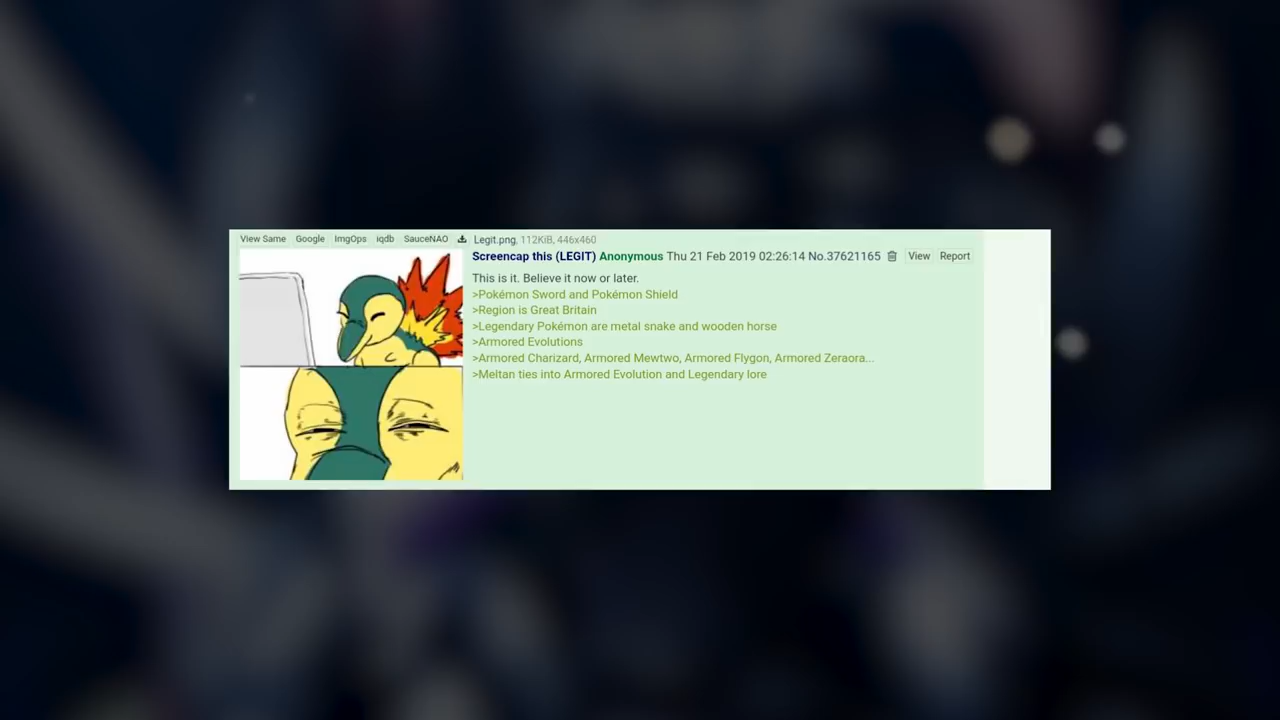 View Same Google ImgOps iqdb SauceNAO Legit.png, 112KiB, 446x460
Screencap this (LEGIT) Anonymous Thu 21 Feb 2019 02:26:14 No.37621165 View Report
This is it. Believe it now or later.
>Pokémon Sword and Pokémon Shield
>Region is Great Britain
>Legendary Pokémon are metal snake and wooden horse
>Armored Evolutions
>Armored Charizard, Armored Mewtwo, Armored Flygon, Armored Zeraora...
>Meltan ties into Armored Evolution and Legendary lore